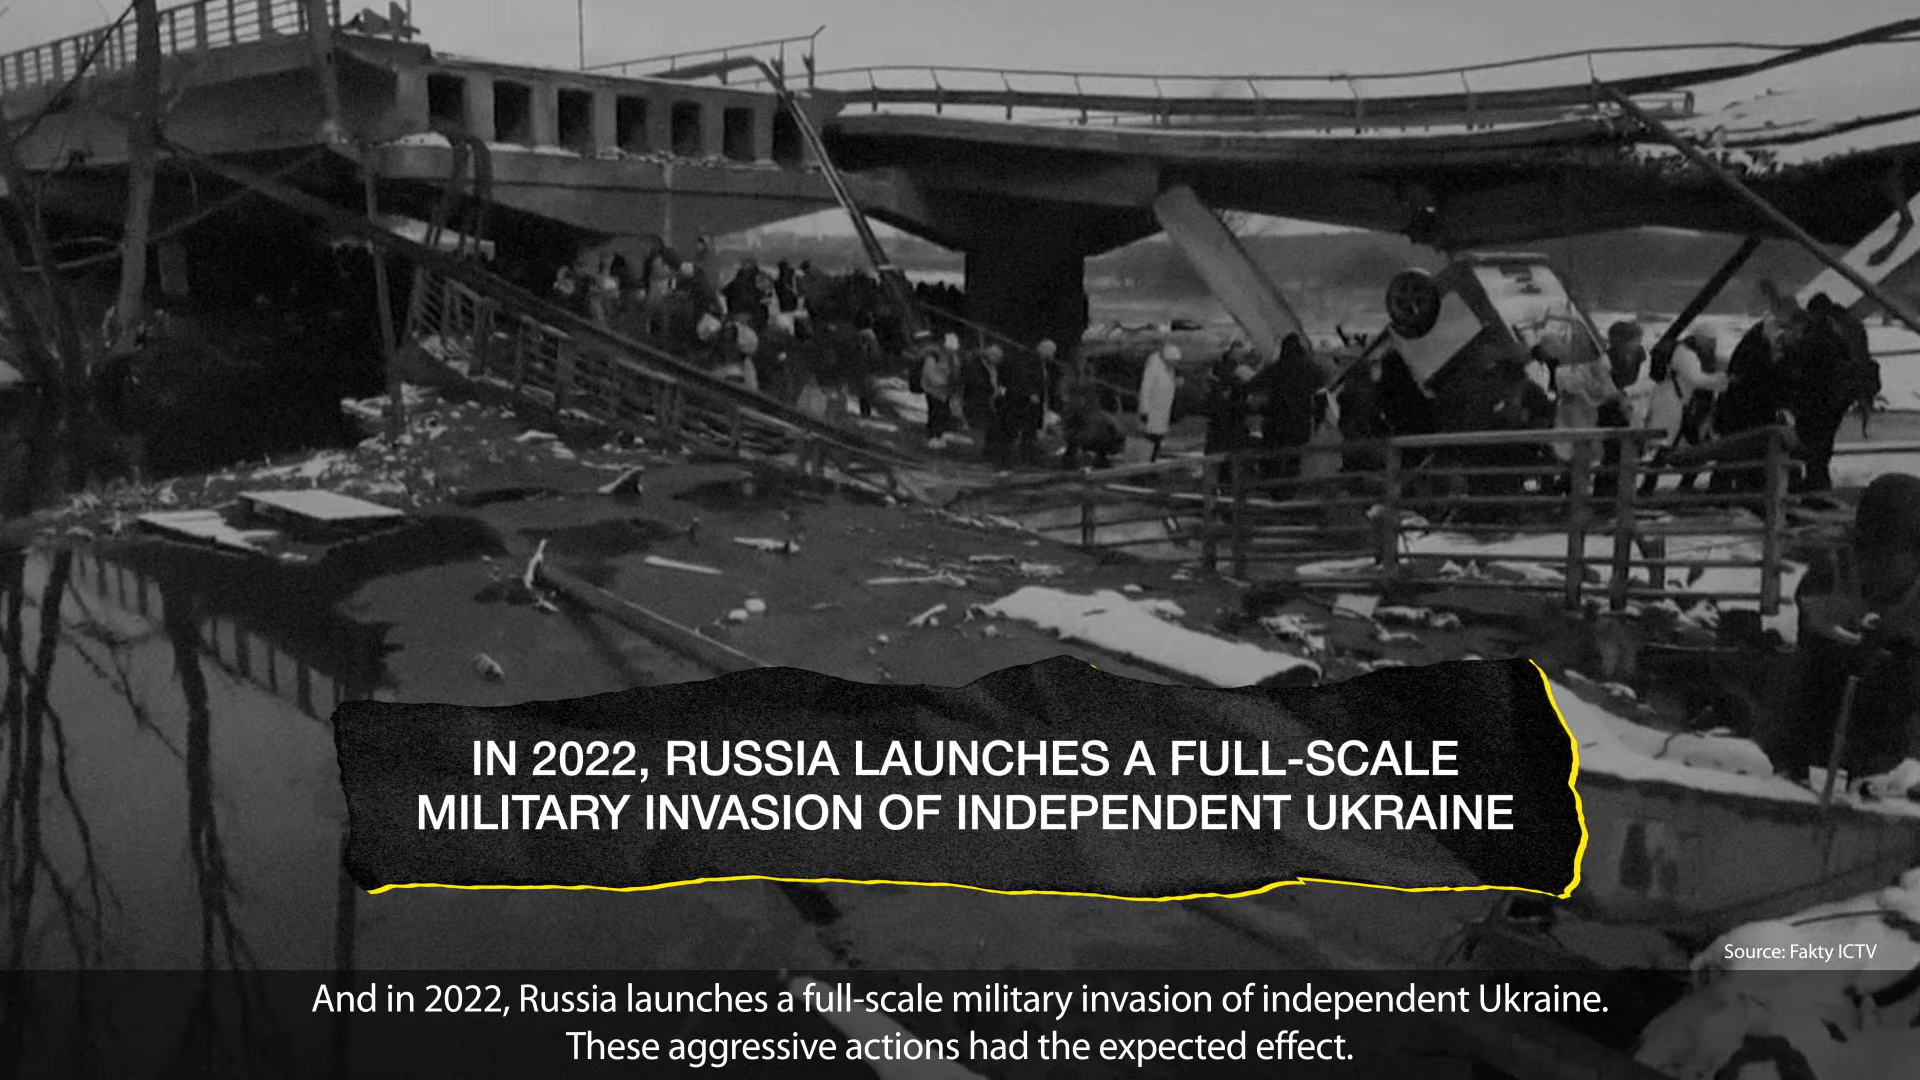 IN 2022, RUSSIA LAUNCHES A FULL-SCALE
MILITARY INVASION OF INDEPENDENT UKRAINE
Source: Fakty ICTV
And in 2022, Russia launches a full-scale military invasion of independent Ukraine.
These aggressive actions had the expected effect.